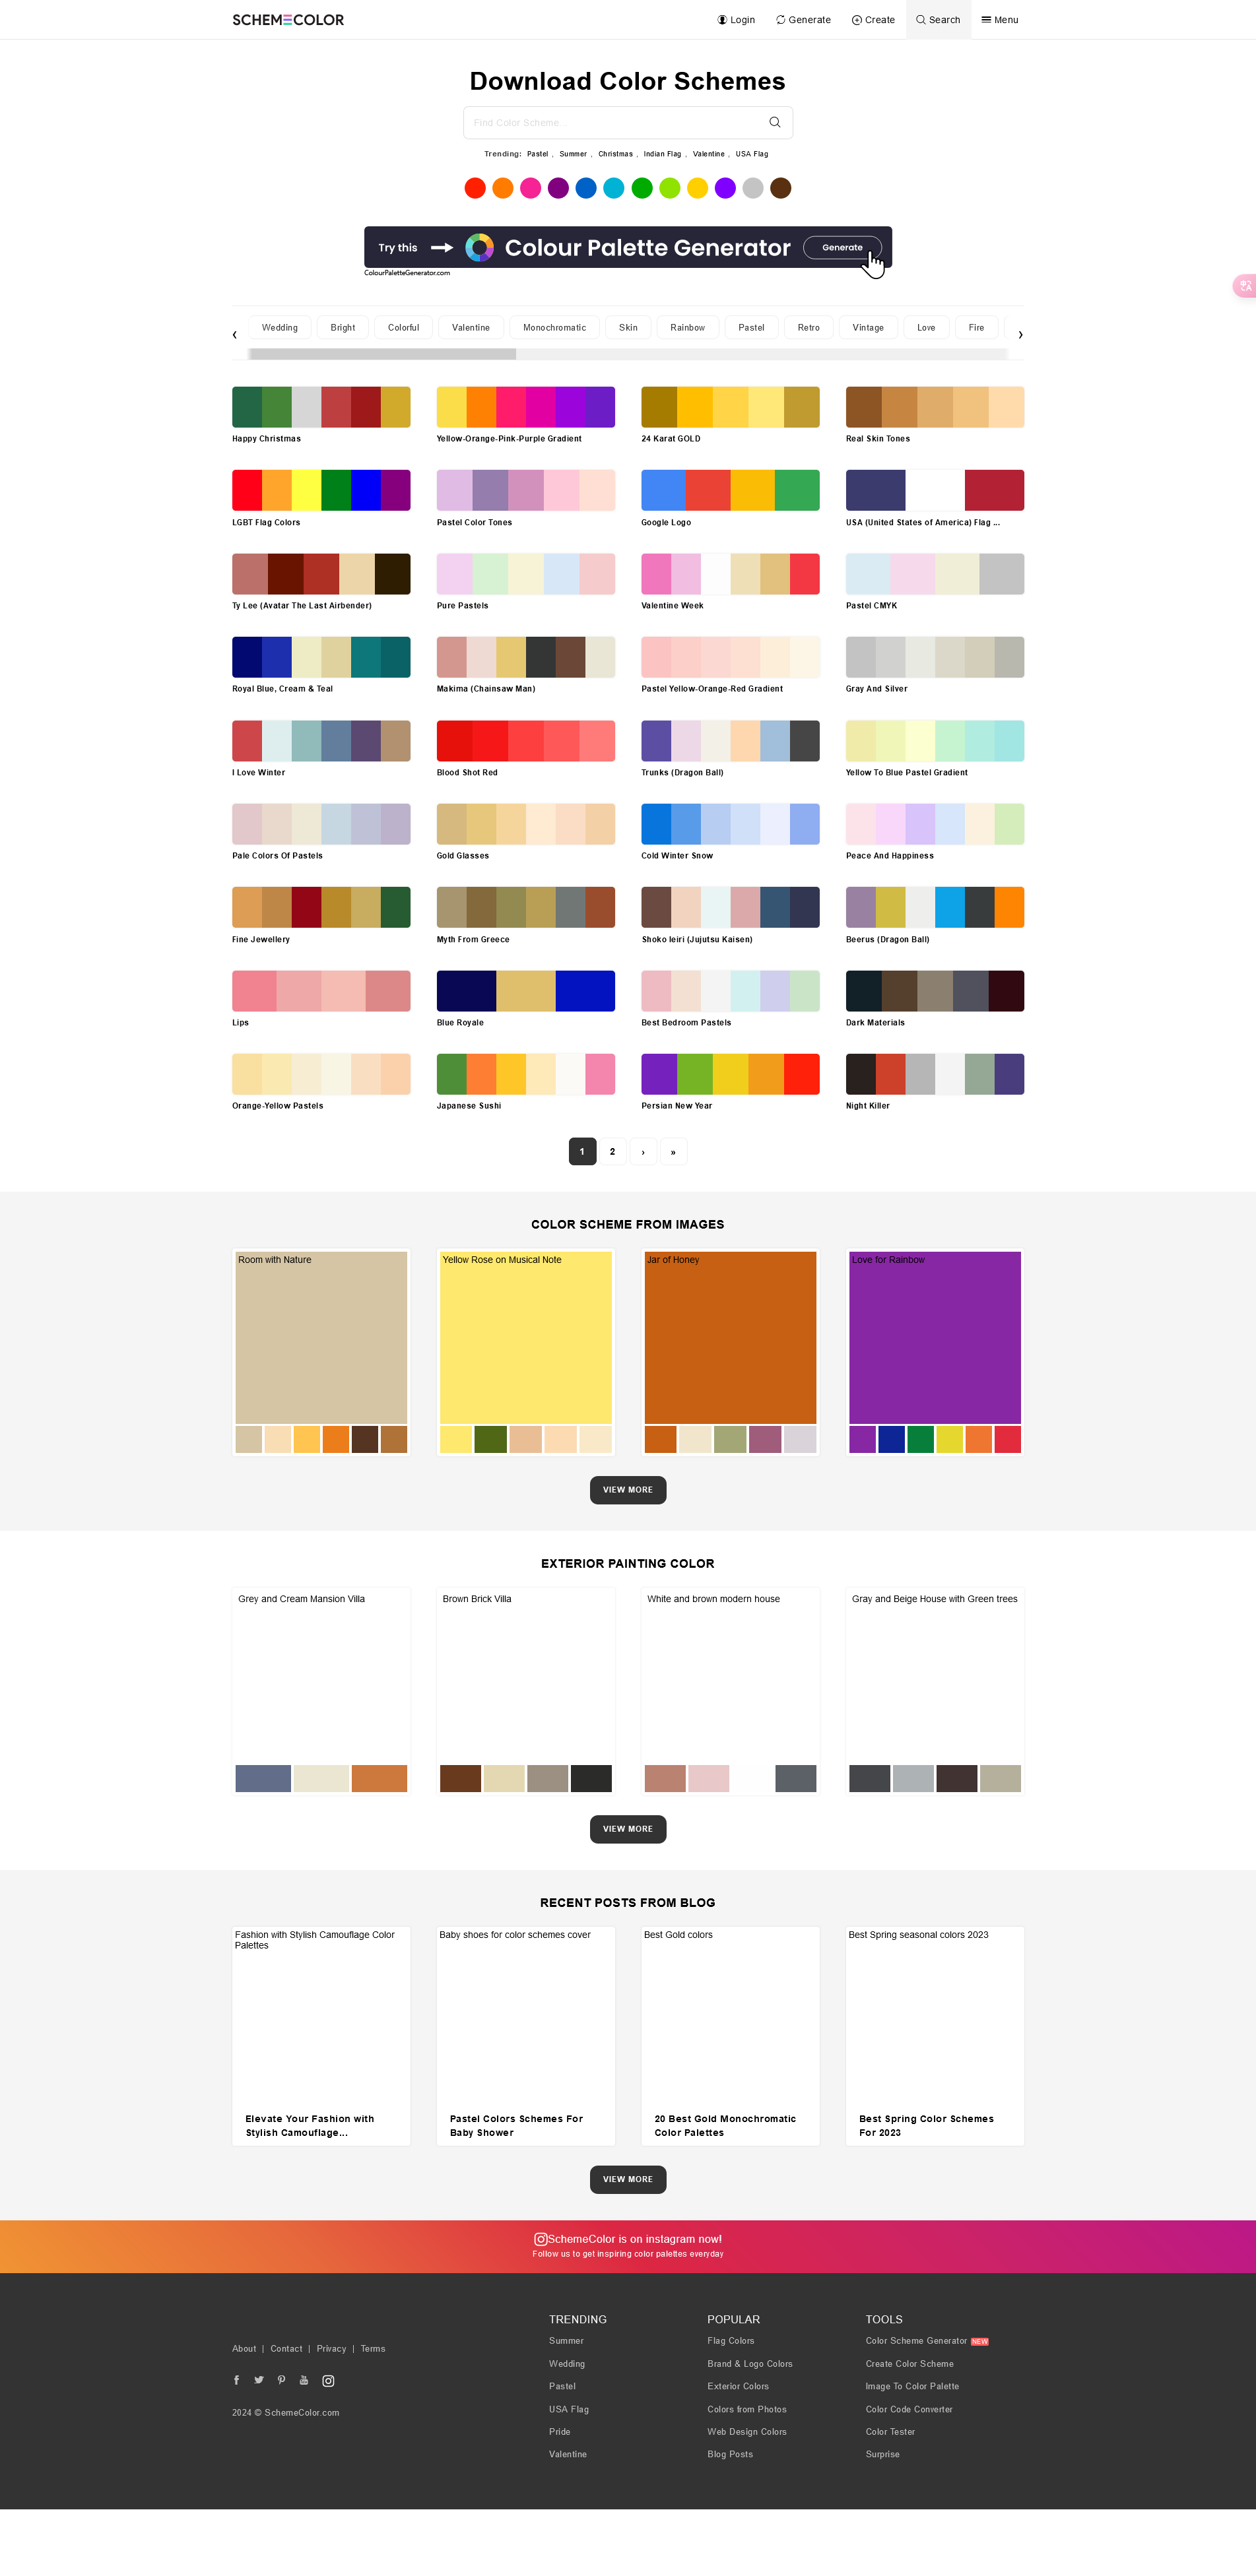 SCHEMECOLOR
Login
Generate
Create
Search
Menu
Download Color Schemes
Find Color Scheme...
Trending: Pastel , Summer , Christmas , Indian Flag , Valentine , USA Flag
Try this
Colour Palette Generator
Generate
ColourPaletteGenerator.com
‹
Wedding
Bright
Colorful
Valentine
Monochromatic
Skin
Rainbow
Pastel
Retro
Vintage
Love
Fire
›
Happy Christmas
Yellow-Orange-Pink-Purple Gradient
24 Karat GOLD
Real Skin Tones
LGBT Flag Colors
Pastel Color Tones
Google Logo
USA (United States of America) Flag ...
Ty Lee (Avatar The Last Airbender)
Pure Pastels
Valentine Week
Pastel CMYK
Royal Blue, Cream & Teal
Makima (Chainsaw Man)
Pastel Yellow-Orange-Red Gradient
Gray And Silver
I Love Winter
Blood Shot Red
Trunks (Dragon Ball)
Yellow To Blue Pastel Gradient
Pale Colors Of Pastels
Gold Glasses
Cold Winter Snow
Peace And Happiness
Fine Jewellery
Myth From Greece
Shoko Ieiri (Jujutsu Kaisen)
Beerus (Dragon Ball)
Lips
Blue Royale
Best Bedroom Pastels
Dark Materials
Orange-Yellow Pastels
Japanese Sushi
Persian New Year
Night Killer
1
2
›
»
COLOR SCHEME FROM IMAGES
Room with Nature
Yellow Rose on Musical Note
Jar of Honey
Love for Rainbow
VIEW MORE
EXTERIOR PAINTING COLOR
Grey and Cream Mansion Villa
Brown Brick Villa
White and brown modern house
Gray and Beige House with Green trees
VIEW MORE
RECENT POSTS FROM BLOG
Fashion with Stylish Camouflage Color
Palettes
Elevate Your Fashion with
Stylish Camouflage...
Baby shoes for color schemes cover
Pastel Colors Schemes For
Baby Shower
Best Gold colors
20 Best Gold Monochromatic
Color Palettes
Best Spring seasonal colors 2023
Best Spring Color Schemes
For 2023
VIEW MORE
SchemeColor is on instagram now!
Follow us to get inspiring color palettes everyday
About | Contact | Privacy | Terms
2024 © SchemeColor.com
TRENDING
Summer
Wedding
Pastel
USA Flag
Pride
Valentine
POPULAR
Flag Colors
Brand & Logo Colors
Exterior Colors
Colors from Photos
Web Design Colors
Blog Posts
TOOLS
Color Scheme Generator NEW
Create Color Scheme
Image To Color Palette
Color Code Converter
Color Tester
Surprise